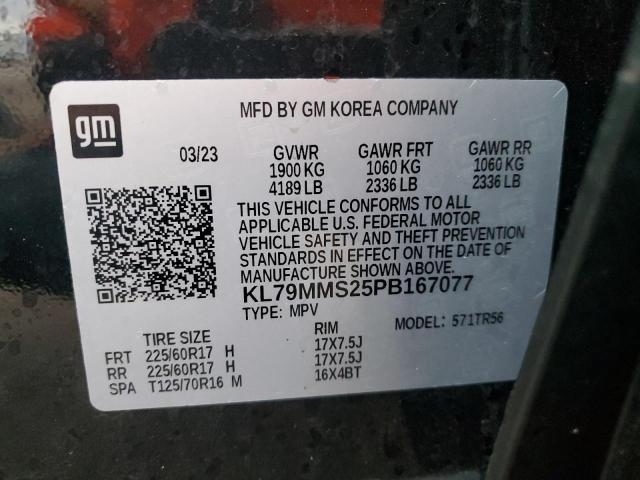 gm
MFD BY GM KOREA COMPANY
03/23 GVWR GAWR FRT GAWR RR
1900 KG 1060 KG 1060 KG
4189 LB 2336 LB 2336 LB
THIS VEHICLE CONFORMS TO ALL
APPLICABLE U.S. FEDERAL MOTOR
VEHICLE SAFETY AND THEFT PREVENTION
STANDARDS IN EFFECT ON THE DATE OF
MANUFACTURE SHOWN ABOVE.
KL79MMS25PB167077
TYPE: MPV MODEL: 571TR56
TIRE SIZE RIM
FRT 225/60R17 H 17X7.5J
RR 225/60R17 H 17X7.5J
SPA T125/70R16 M 16X4BT